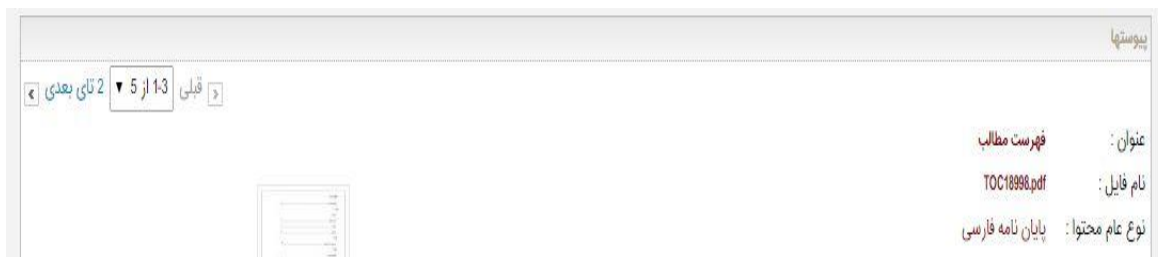 پیوستها
قبلی 1-3 از 5 2 تای بعدی
عنوان : فهرست مطالب
نام فایل : TOC18998.pdf
نوع عام محتوا : پایان نامه فارسی